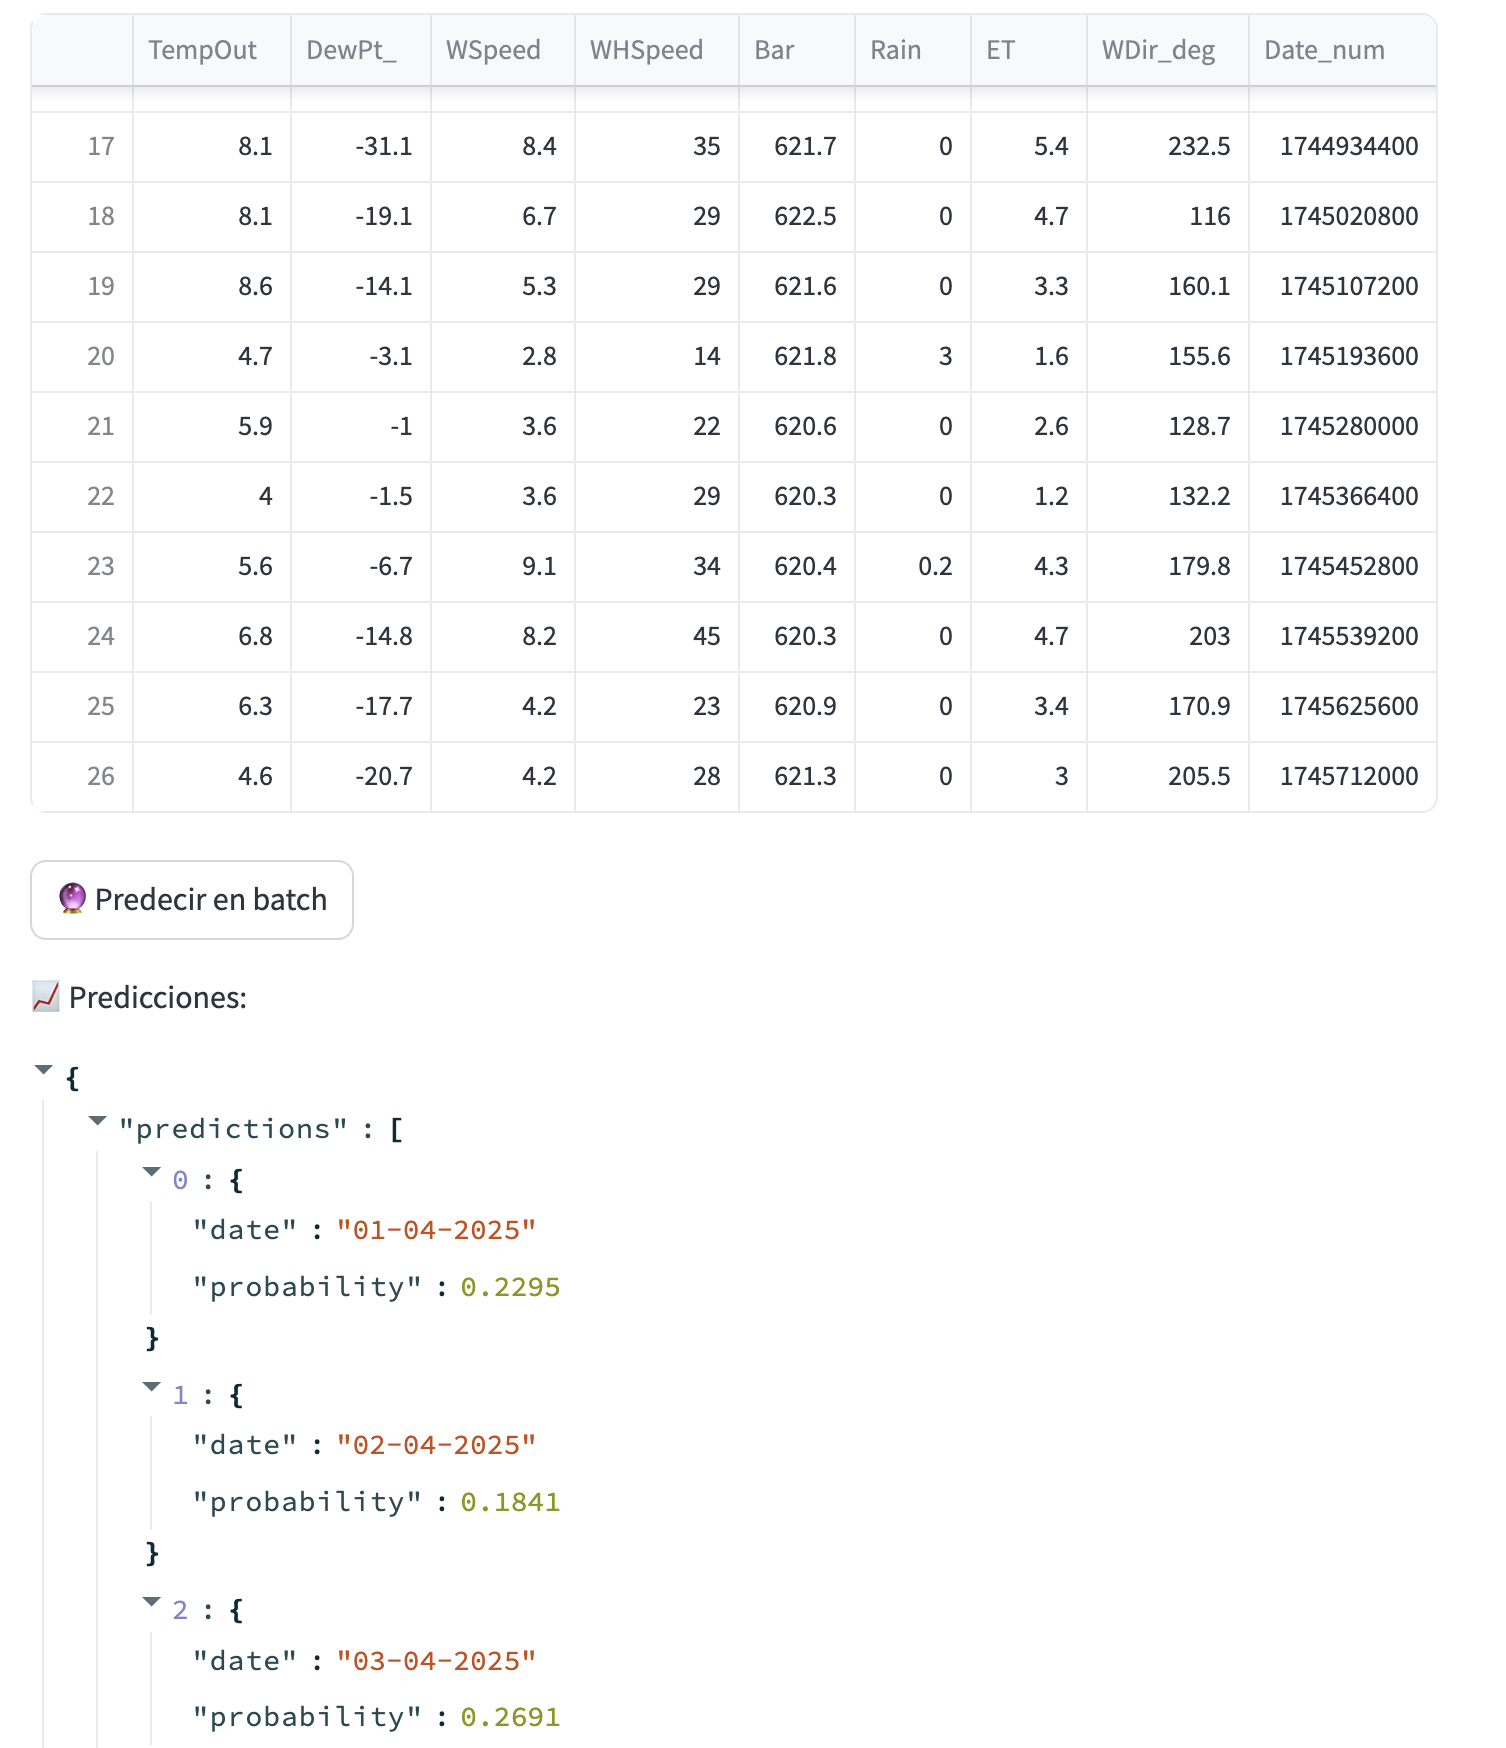 TempOut DewPt_ WSpeed WHSpeed Bar Rain ET WDir_deg Date_num
17 8.1 -31.1 8.4 35 621.7 0 5.4 232.5 1744934400
18 8.1 -19.1 6.7 29 622.5 0 4.7 116 1745020800
19 8.6 -14.1 5.3 29 621.6 0 3.3 160.1 1745107200
20 4.7 -3.1 2.8 14 621.8 3 1.6 155.6 1745193600
21 5.9 -1 3.6 22 620.6 0 2.6 128.7 1745280000
22 4 -1.5 3.6 29 620.3 0 1.2 132.2 1745366400
23 5.6 -6.7 9.1 34 620.4 0.2 4.3 179.8 1745452800
24 6.8 -14.8 8.2 45 620.3 0 4.7 203 1745539200
25 6.3 -17.7 4.2 23 620.9 0 3.4 170.9 1745625600
26 4.6 -20.7 4.2 28 621.3 0 3 205.5 1745712000
🔮 Predecir en batch
📈 Predicciones:
{
"predictions" : [
0 : {
"date" : "01-04-2025"
"probability" : 0.2295
}
1 : {
"date" : "02-04-2025"
"probability" : 0.1841
}
2 : {
"date" : "03-04-2025"
"probability" : 0.2691